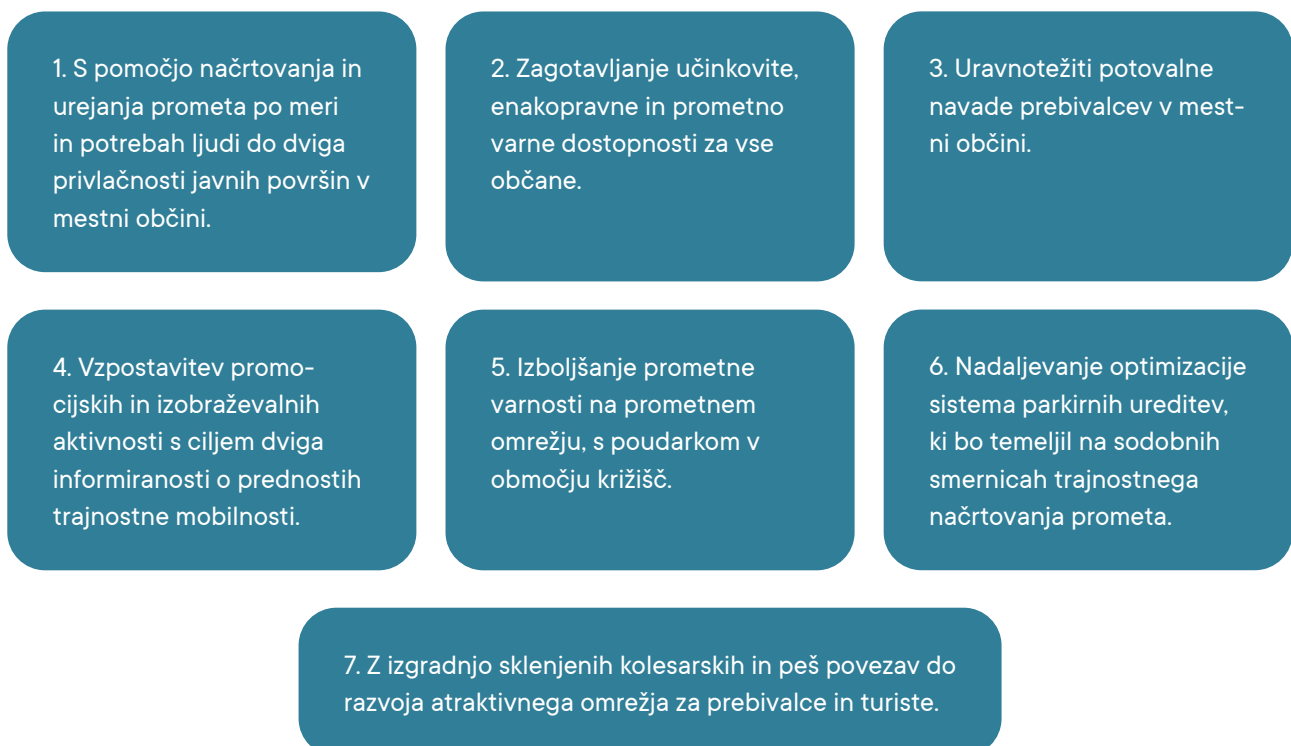 1. S pomočjo načrtovanja in
urejanja prometa po meri
in potrebah ljudi do dviga
privlačnosti javnih površin v
mestni občini.
2. Zagotavljanje učinkovite,
enakopravne in prometno
varne dostopnosti za vse
občane.
3. Uravnotežiti potovalne
navade prebivalcev v mest-
ni občini.
4. Vzpostavitev promo-
cijskih in izobraževalnih
aktivnosti s ciljem dviga
informiranosti o prednostih
trajnostne mobilnosti.
5. Izboljšanje prometne
varnosti na prometnem
omrežju, s poudarkom v
območju križišč.
6. Nadaljevanje optimizacije
sistema parkirnih ureditev,
ki bo temeljil na sodobnih
smernicah trajnostnega
načrtovanja prometa.
7. Z izgradnjo sklenjenih kolesarskih in peš povezav do
razvoja atraktivnega omrežja za prebivalce in turiste.